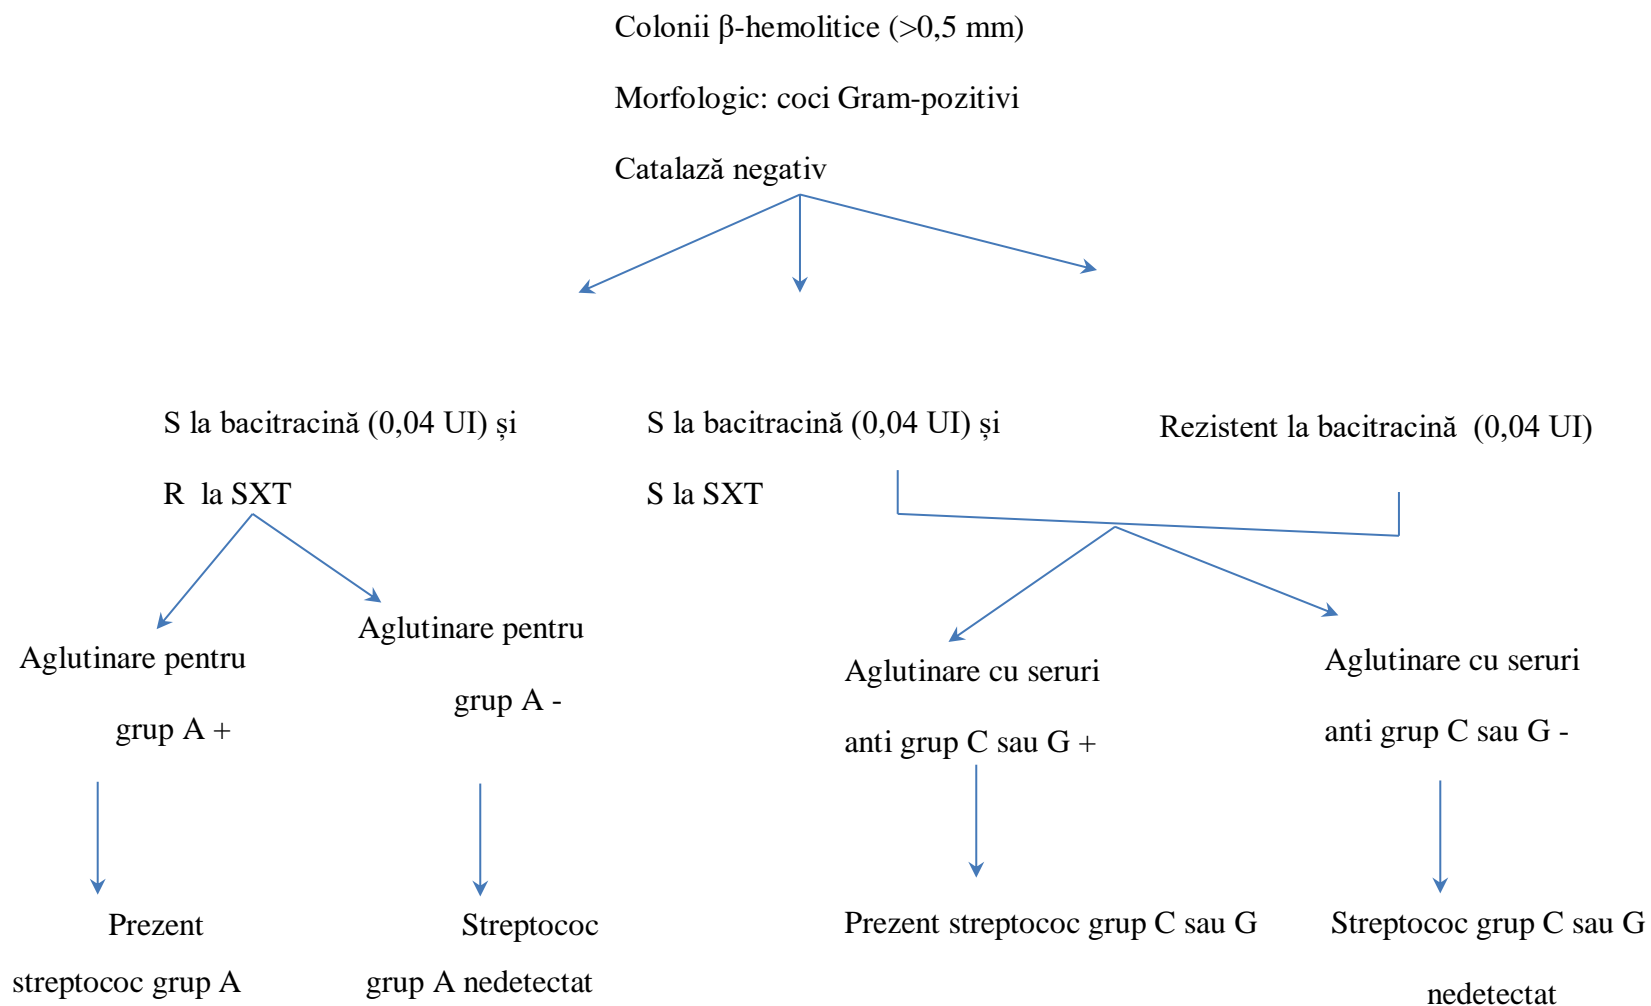 Colonii β-hemolitice (>0,5 mm)
Morfologic: coci Gram-pozitivi
Catalază negativ
S la bacitracină (0,04 UI) și
R  la SXT
S la bacitracină (0,04 UI) și
S la SXT
Rezistent la bacitracină  (0,04 UI)
Aglutinare pentru
grup A +
Aglutinare pentru
grup A -
Aglutinare cu seruri
anti grup C sau G +
Aglutinare cu seruri
anti grup C sau G -
Prezent
streptococ grup A
Streptococ
grup A nedetectat
Prezent streptococ grup C sau G
Streptococ grup C sau G
nedetectat